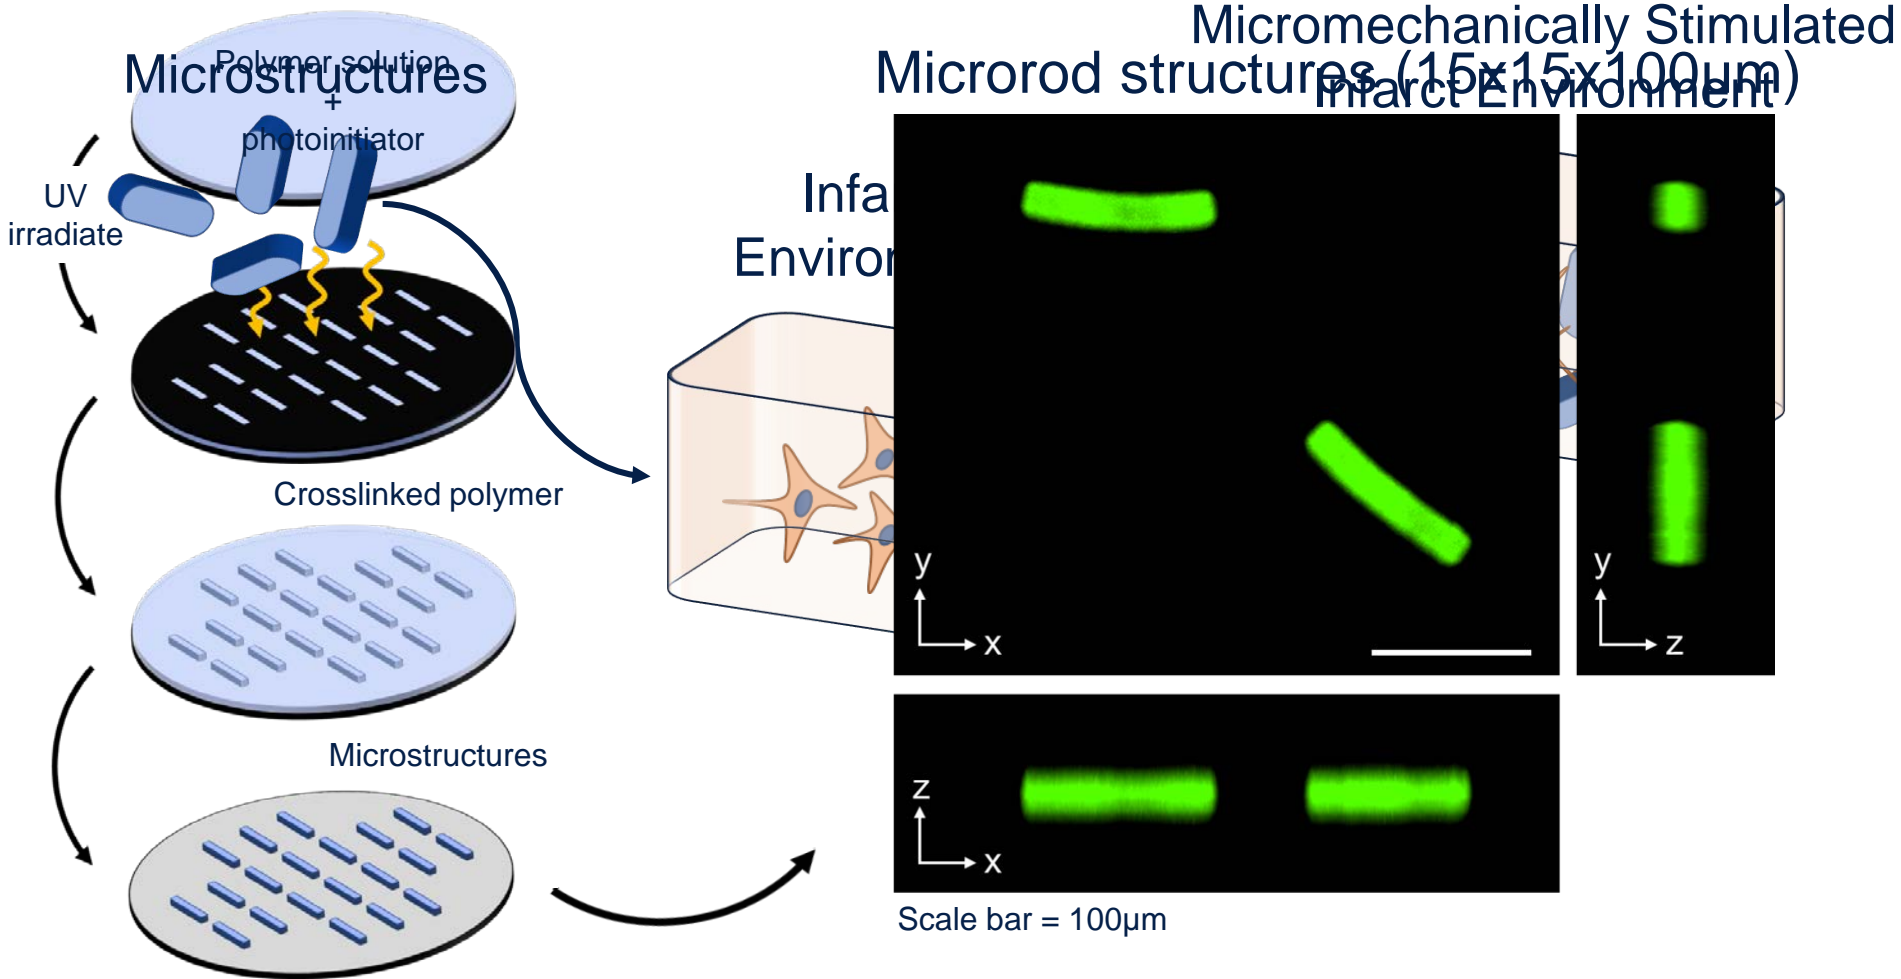 Micromechanically Stimulated
Infarct Environment
Microstructures
Microrod structures (15x15x100µm)
Polymer solution
+
photoinitiator
UV
irradiate
Infa
Enviro
Crosslinked polymer
Microstructures
y
x
y
z
z
x
Scale bar = 100µm